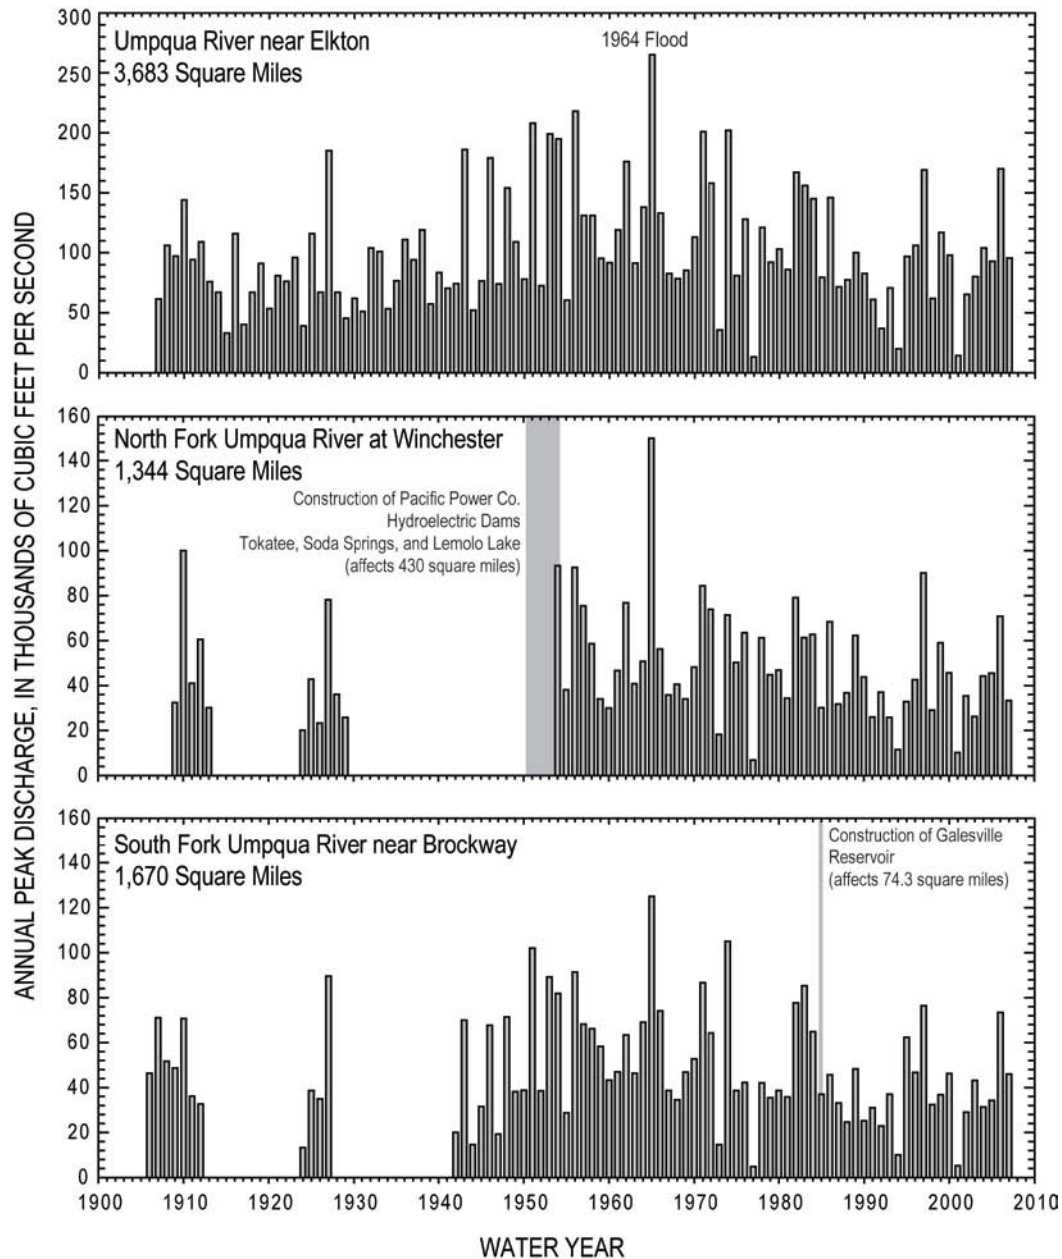 ANNUAL PEAK DISCHARGE, IN THOUSANDS OF CUBIC FEET PER SECOND
300
250
200
150
100
50
0
Umpqua River near Elkton
3,683 Square Miles
1964 Flood
160
140
120
100
80
60
40
20
0
North Fork Umpqua River at Winchester
1,344 Square Miles
Construction of Pacific Power Co.
Hydroelectric Dams
Tokatee, Soda Springs, and Lemolo Lake
(affects 430 square miles)
160
140
120
100
80
60
40
20
0
South Fork Umpqua River near Brockway
1,670 Square Miles
Construction of Galesville
Reservoir
(affects 74.3 square miles)
1900 1910 1920 1930 1940 1950 1960 1970 1980 1990 2000 2010
WATER YEAR